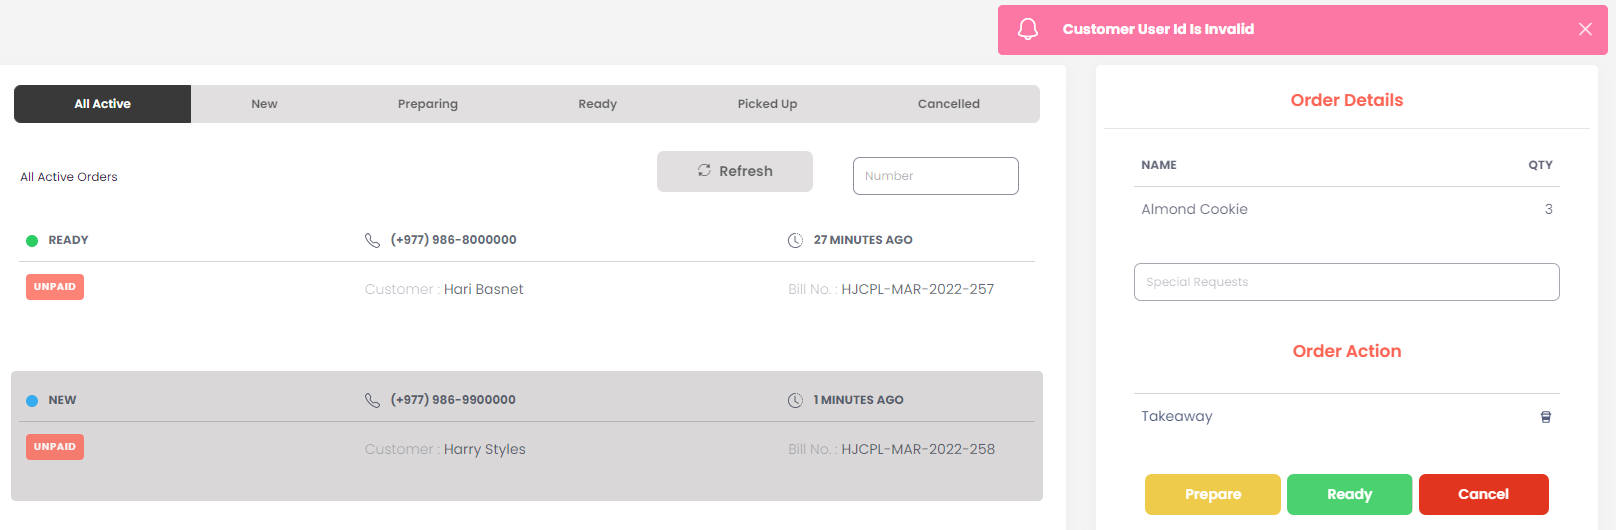 Customer User Id Is Invalid
All Active New Preparing Ready Picked Up Cancelled
All Active Orders Refresh Number
READY (+977) 986-8000000 27 MINUTES AGO
UNPAID Customer : Hari Basnet Bill No. : HJCPL-MAR-2022-257
NEW (+977) 986-9900000 1 MINUTES AGO
UNPAID Customer : Harry Styles Bill No. : HJCPL-MAR-2022-258
Order Details
NAME QTY
Almond Cookie 3
Special Requests
Order Action
Takeaway
Prepare Ready Cancel